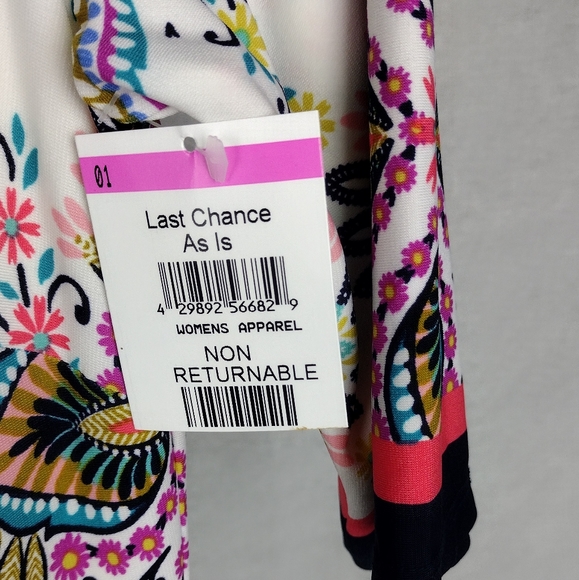 01
Last Chance
As Is
4 29892 56682 9
WOMENS APPAREL
NON
RETURNABLE